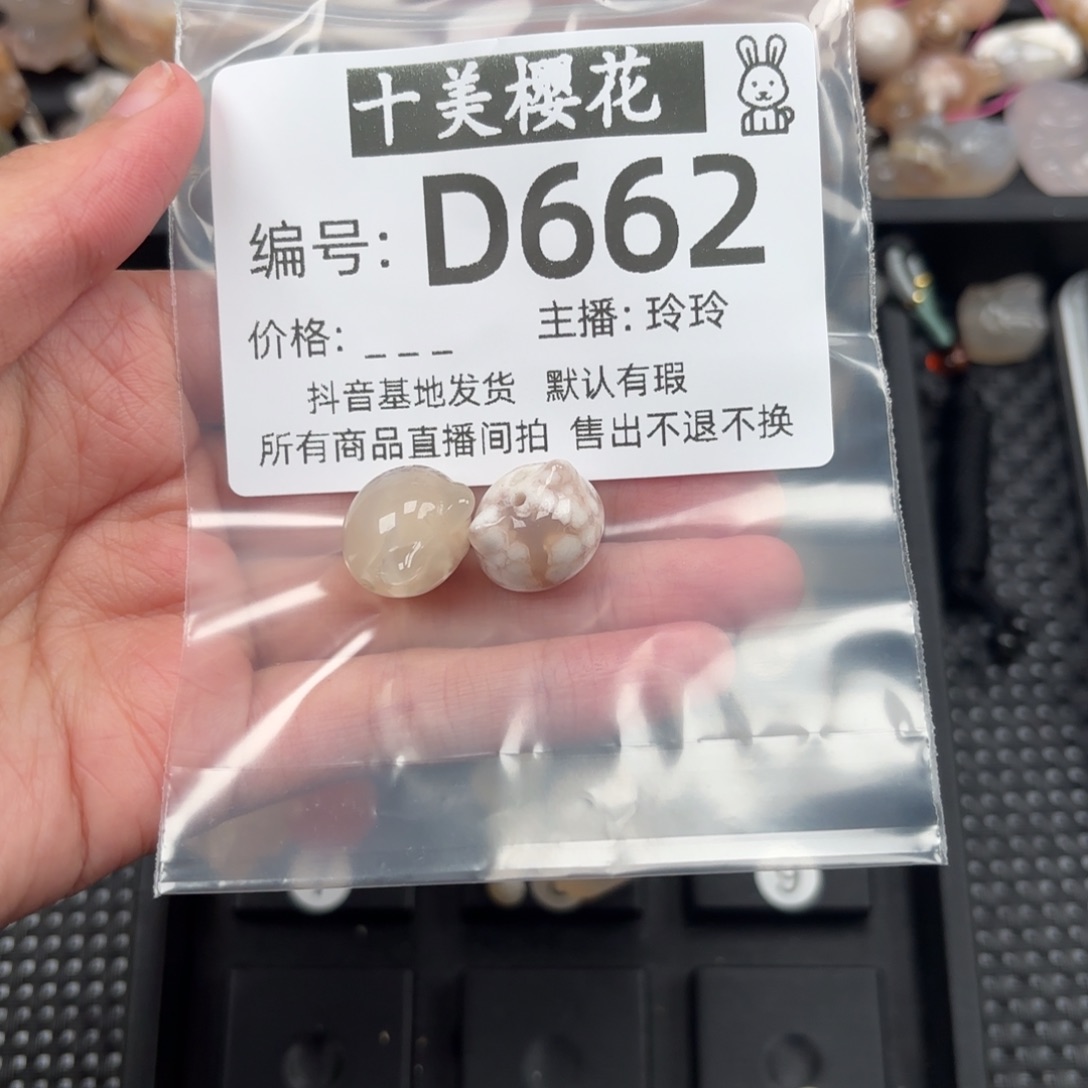 十美樱花
编号: D662
价格: _ _ _ 主播: 玲玲
抖音基地发货 默认有瑕
所有商品直播间拍 售出不退不换